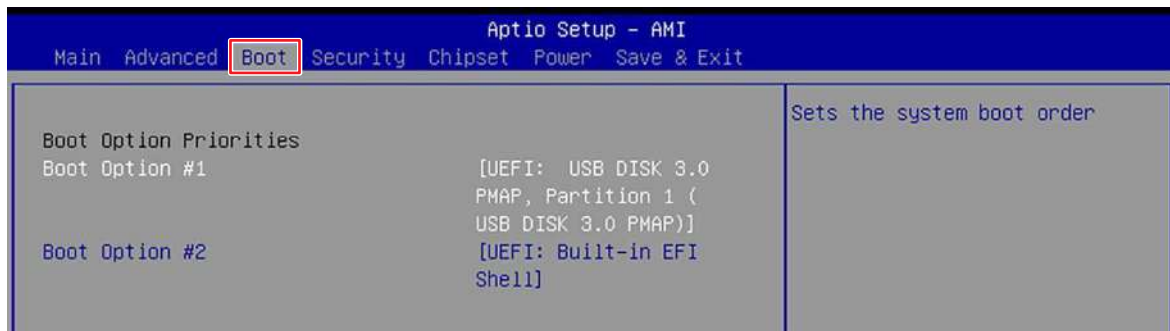 Aptio Setup – AMI
Main Advanced Boot Security Chipset Power Save & Exit
Sets the system boot order
Boot Option Priorities
Boot Option #1 [UEFI: USB DISK 3.0
PMAP, Partition 1 (
USB DISK 3.0 PMAP)]
Boot Option #2 [UEFI: Built-in EFI
Shell]